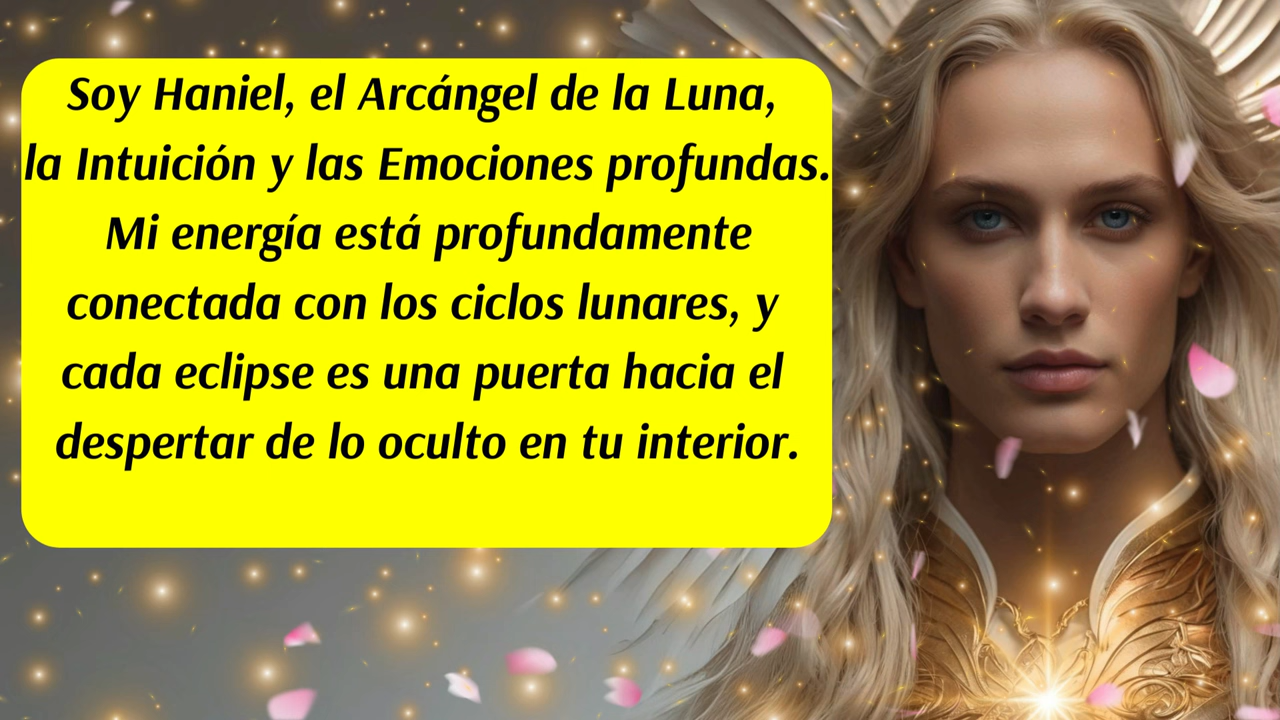 Soy Haniel, el Arcángel de la Luna,
la Intuición y las Emociones profundas.
Mi energía está profundamente
conectada con los ciclos lunares, y
cada eclipse es una puerta hacia el
despertar de lo oculto en tu interior.